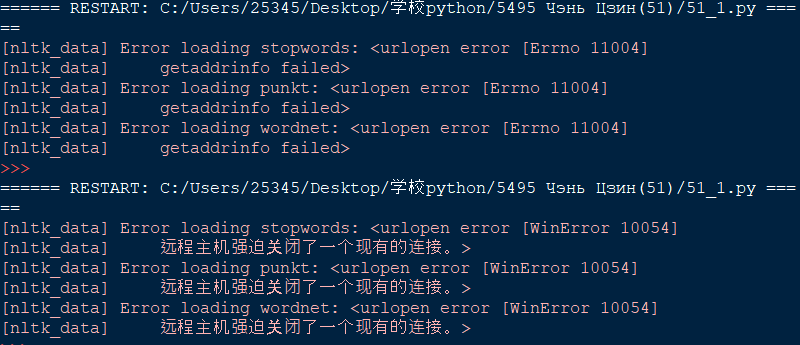 ====== RESTART: C:/Users/25345/Desktop/学校python/5495 Чэнь Цзин(51)/51_1.py ===
==
[nltk_data] Error loading stopwords: <urlopen error [Errno 11004]
[nltk_data]     getaddrinfo failed>
[nltk_data] Error loading punkt: <urlopen error [Errno 11004]
[nltk_data]     getaddrinfo failed>
[nltk_data] Error loading wordnet: <urlopen error [Errno 11004]
[nltk_data]     getaddrinfo failed>
>>>
====== RESTART: C:/Users/25345/Desktop/学校python/5495 Чэнь Цзин(51)/51_1.py ===
==
[nltk_data] Error loading stopwords: <urlopen error [WinError 10054]
[nltk_data]     远程主机强迫关闭了一个现有的连接。>
[nltk_data] Error loading punkt: <urlopen error [WinError 10054]
[nltk_data]     远程主机强迫关闭了一个现有的连接。>
[nltk_data] Error loading wordnet: <urlopen error [WinError 10054]
[nltk_data]     远程主机强迫关闭了一个现有的连接。>